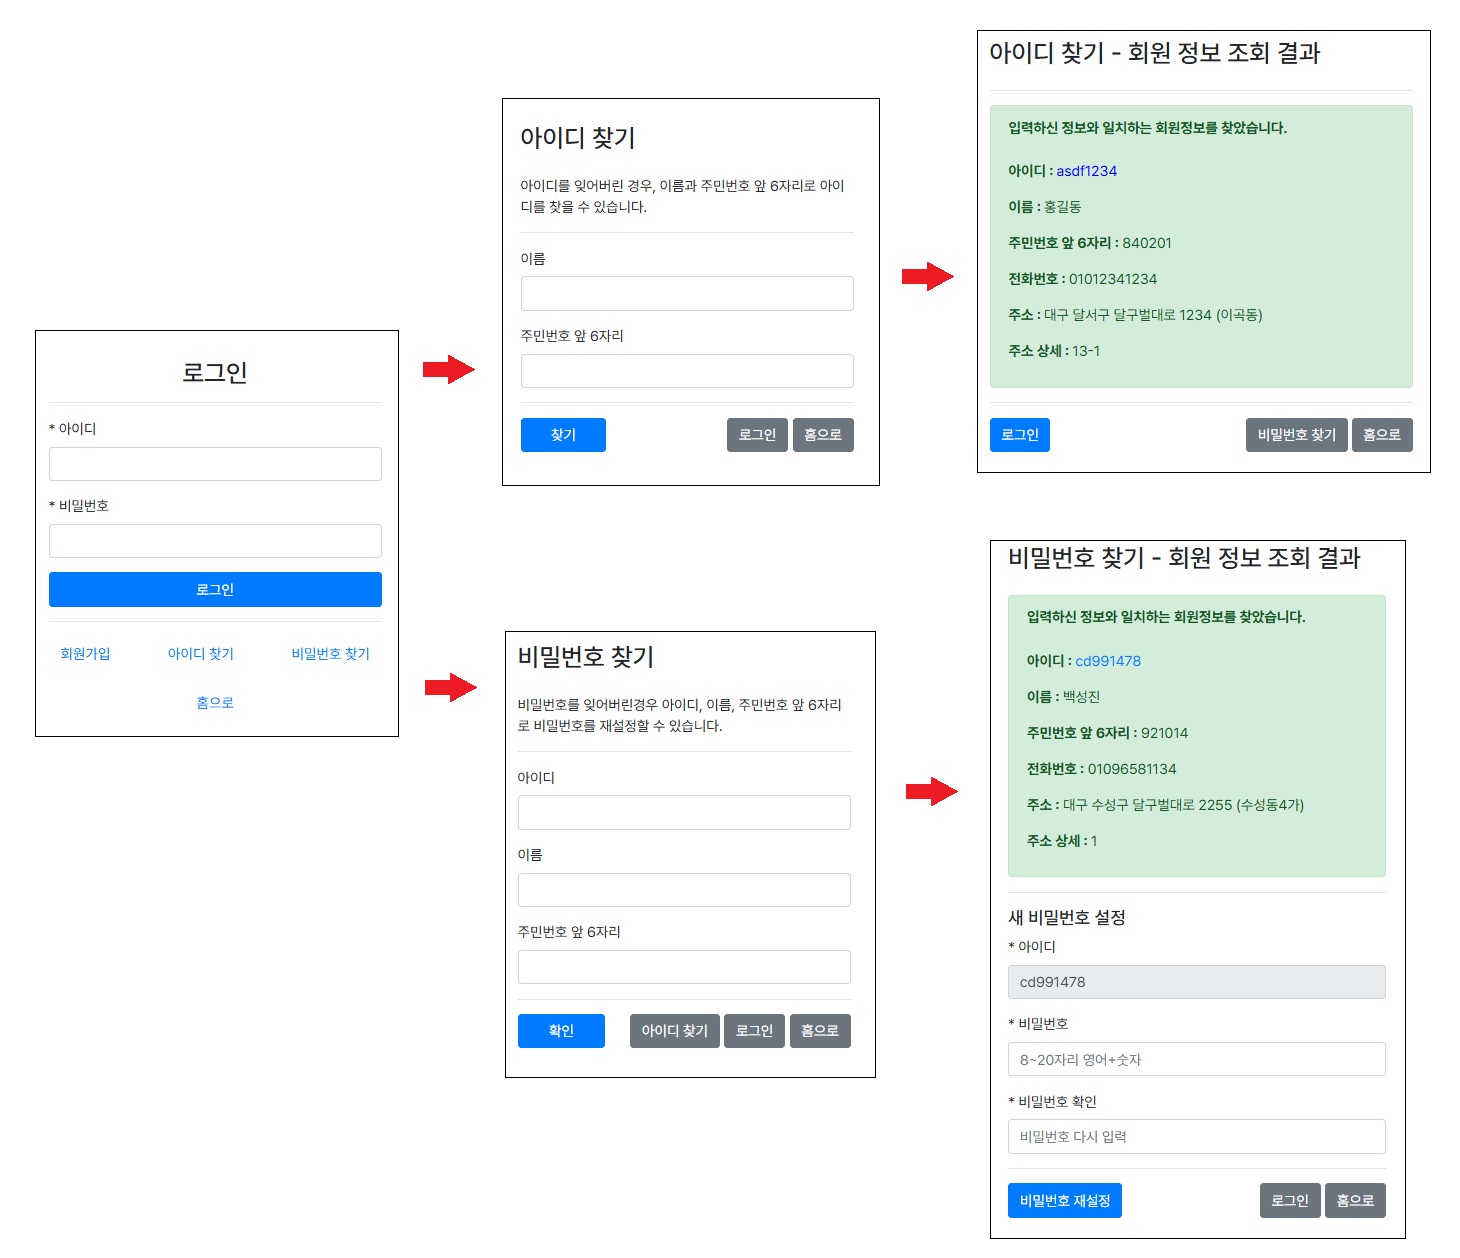 로그인
* 아이디
* 비밀번호
로그인
회원가입 아이디 찾기 비밀번호 찾기
홈으로
아이디 찾기
아이디를 잊어버린 경우, 이름과 주민번호 앞 6자리로 아이
디를 찾을 수 있습니다.
이름
주민번호 앞 6자리
찾기 로그인 홈으로
아이디 찾기 - 회원 정보 조회 결과
입력하신 정보와 일치하는 회원정보를 찾았습니다.
아이디 : asdf1234
이름 : 홍길동
주민번호 앞 6자리 : 840201
전화번호 : 01012341234
주소 : 대구 달서구 달구벌대로 1234 (이곡동)
주소 상세 : 13-1
로그인 비밀번호 찾기 홈으로
비밀번호 찾기
비밀번호를 잊어버린경우 아이디, 이름, 주민번호 앞 6자리
로 비밀번호를 재설정할 수 있습니다.
아이디
이름
주민번호 앞 6자리
확인 아이디 찾기 로그인 홈으로
비밀번호 찾기 - 회원 정보 조회 결과
입력하신 정보와 일치하는 회원정보를 찾았습니다.
아이디 : cd991478
이름 : 백성진
주민번호 앞 6자리 : 921014
전화번호 : 01096581134
주소 : 대구 수성구 달구벌대로 2255 (수성동4가)
주소 상세 : 1
새 비밀번호 설정
* 아이디
cd991478
* 비밀번호
8~20자리 영어+숫자
* 비밀번호 확인
비밀번호 다시 입력
비밀번호 재설정 로그인 홈으로